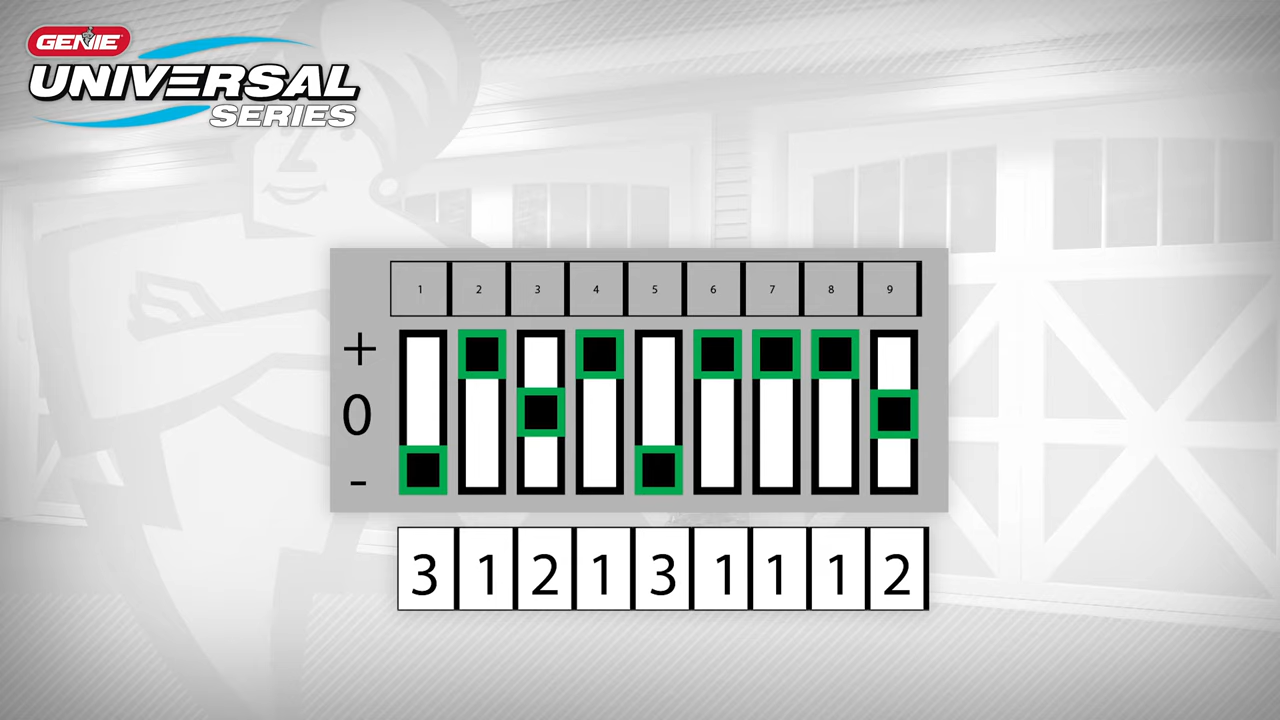 GENIE
UNIVERSAL
SERIES
1 2 3 4 5 6 7 8 9
+
0
-
3 1 2 1 3 1 1 1 2